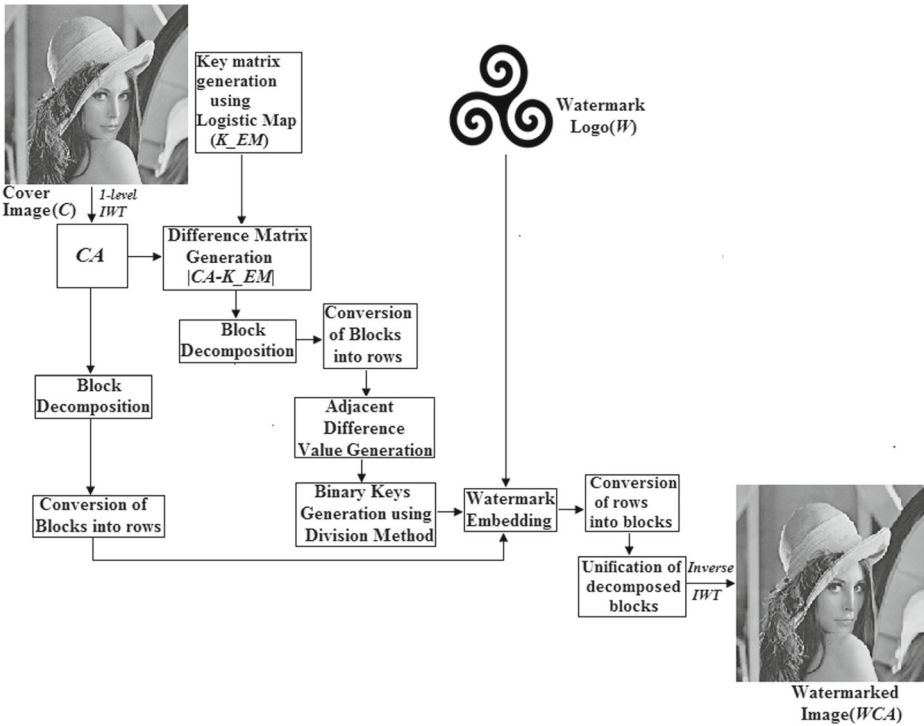 Key matrix
generation
using
Logistic Map
(K_EM)
Watermark
Logo(W)
Cover
Image(C)
1-level
IWT
CA
Difference Matrix
Generation
|CA-K_EM|
Block
Decomposition
Conversion
of Blocks
into rows
Block
Decomposition
Adjacent
Difference
Value Generation
Conversion of
Blocks into rows
Binary Keys
Generation using
Division Method
Watermark
Embedding
Conversion
of rows
into blocks
Unification of
decomposed
blocks
Inverse
IWT
Watermarked
Image(WCA)